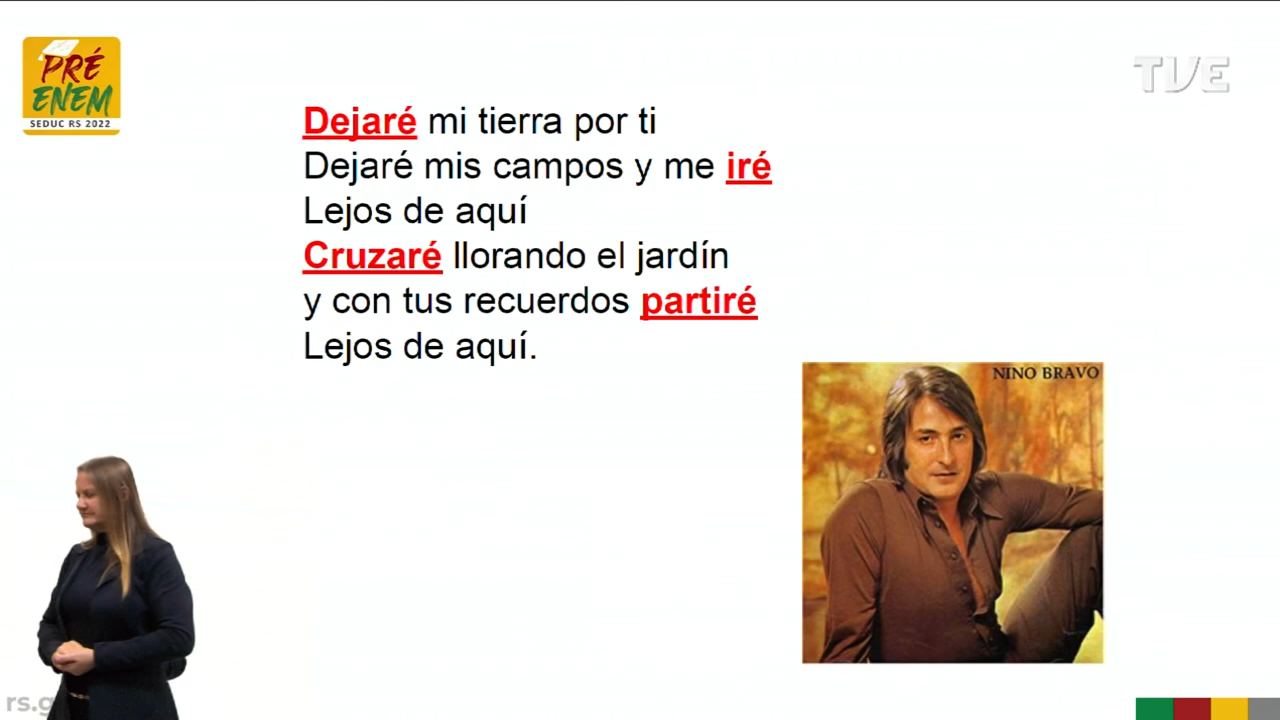 PRÉ
ENEM
SEDUC RS 2022
TVE
Dejaré mi tierra por ti
Dejaré mis campos y me iré
Lejos de aquí
Cruzaré llorando el jardín
y con tus recuerdos partiré
Lejos de aquí.
NINO BRAVO
rs.g